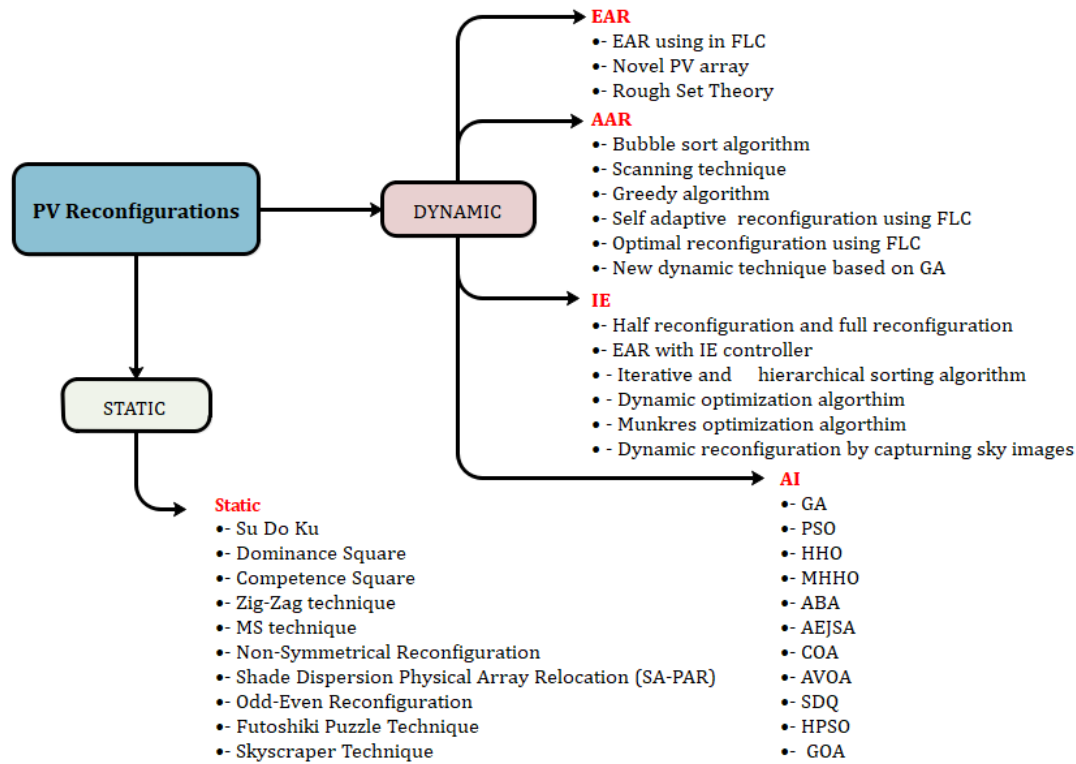 PV Reconfigurations
DYNAMIC
EAR
•- EAR using in FLC
•- Novel PV array
•- Rough Set Theory
AAR
•- Bubble sort algorithm
•- Scanning technique
•- Greedy algorithm
•- Self adaptive reconfiguration using FLC
•- Optimal reconfiguration using FLC
•- New dynamic technique based on GA
IE
•- Half reconfiguration and full reconfiguration
•- EAR with IE controller
•- Iterative and hierarchical sorting algorithm
•- Dynamic optimization algorthim
•- Munkres optimization algorthim
•- Dynamic reconfiguration by capturning sky images
AI
•- GA
•- PSO
•- HHO
•- MHHO
•- ABA
•- AEJSA
•- COA
•- AVOA
•- SDQ
•- HPSO
•- GOA
STATIC
Static
•- Su Do Ku
•- Dominance Square
•- Competence Square
•- Zig-Zag technique
•- MS technique
•- Non-Symmetrical Reconfiguration
•- Shade Dispersion Physical Array Relocation (SA-PAR)
•- Odd-Even Reconfiguration
•- Futoshiki Puzzle Technique
•- Skyscraper Technique